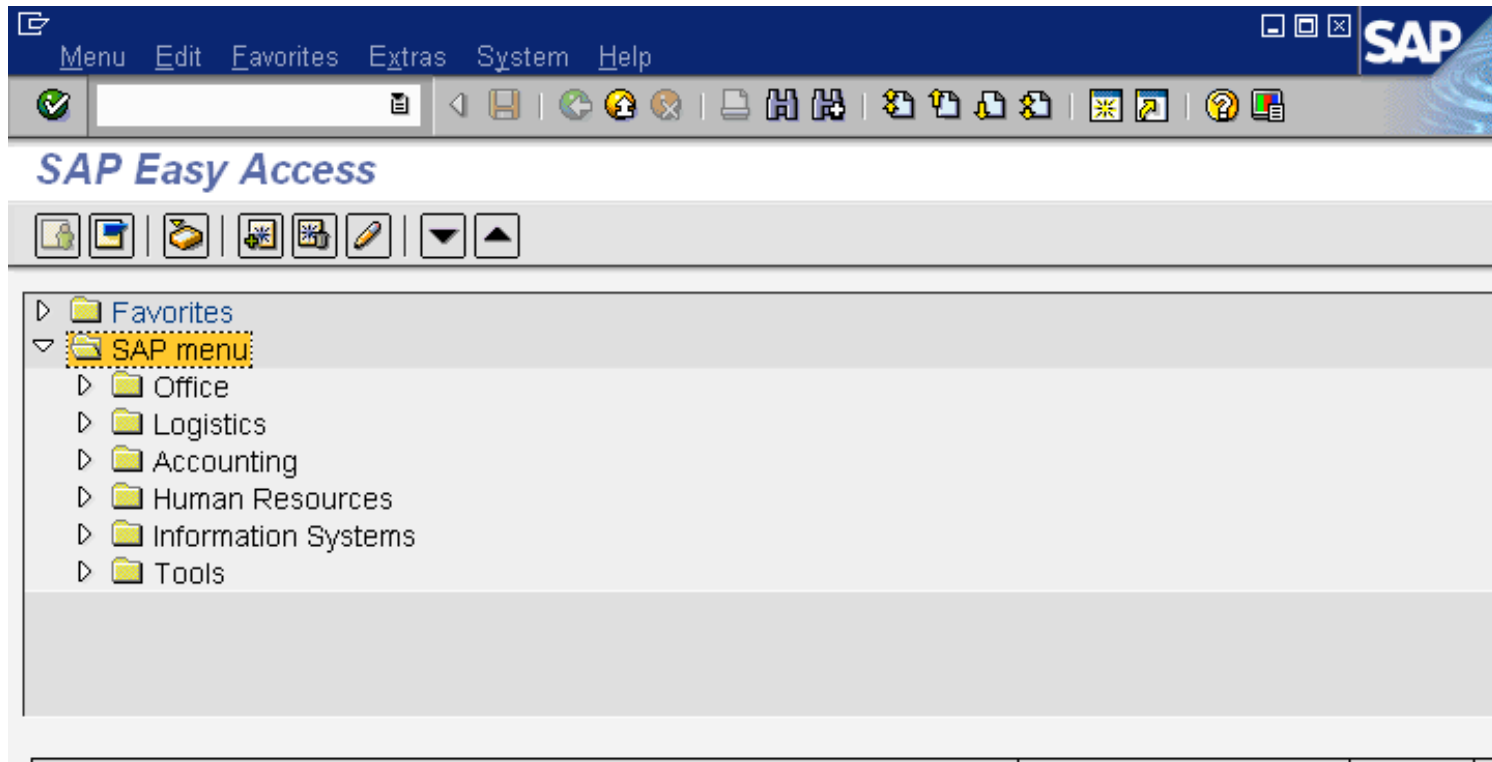 Menu Edit Favorites Extras System Help
SAP
SAP Easy Access
Favorites
SAP menu
Office
Logistics
Accounting
Human Resources
Information Systems
Tools